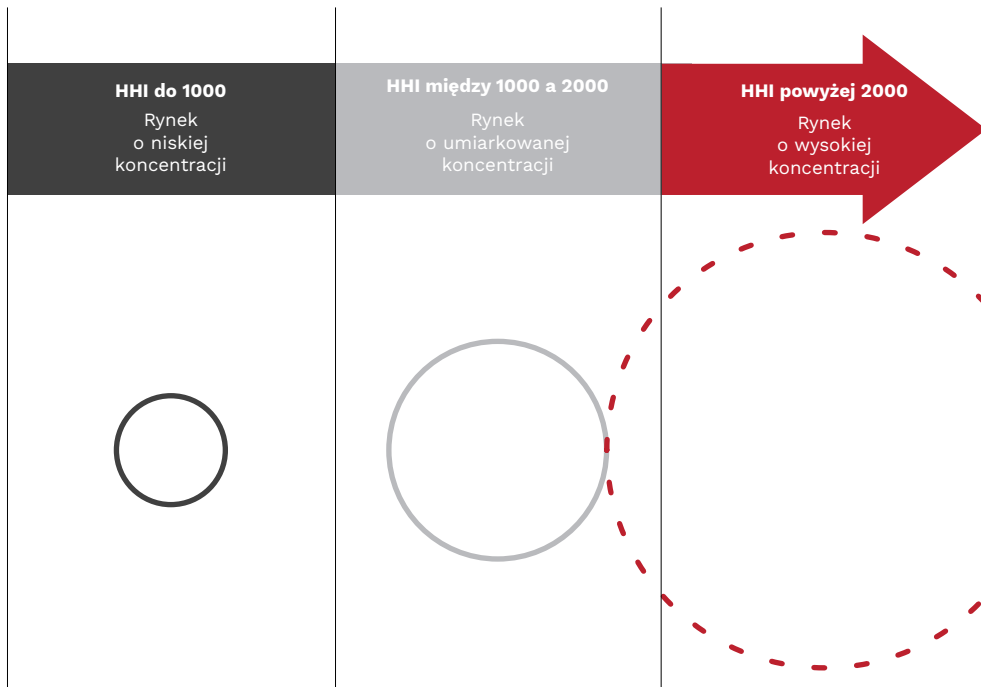 HHI do 1000
Rynek
o niskiej
koncentracji
HHI między 1000 a 2000
Rynek
o umiarkowanej
koncentracji
HHI powyżej 2000
Rynek
o wysokiej
koncentracji